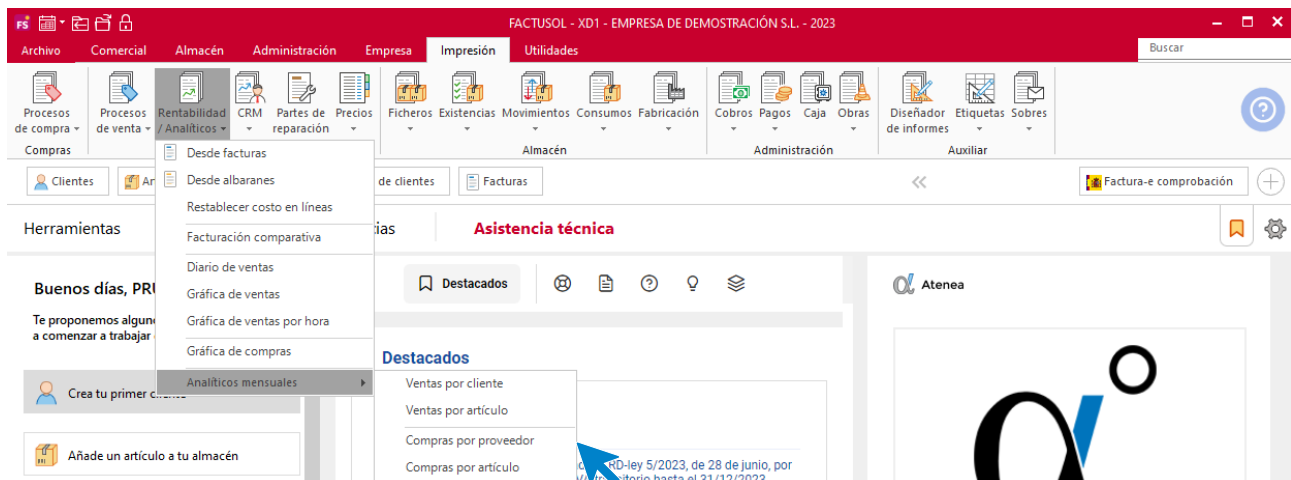 FS
FACTUSOL - XD1 - EMPRESA DE DEMOSTRACIÓN S.L. - 2023
Archivo Comercial Almacén Administración Empresa Impresión Utilidades Buscar
Procesos de compra
Procesos de venta
Rentabilidad / Analíticos
CRM
Partes de reparación
Precios
Ficheros
Existencias
Movimientos
Consumos
Fabricación
Cobros
Pagos
Caja
Obras
Diseñador de informes
Etiquetas
Sobres
Compras Almacén Administración Auxiliar
Clientes de clientes Facturas Factura-e comprobación
Desde facturas
Desde albaranes
Restablecer costo en líneas
Facturación comparativa
Diario de ventas
Gráfica de ventas
Gráfica de ventas por hora
Gráfica de compras
Analíticos mensuales
Ventas por cliente
Ventas por artículo
Compras por proveedor
Compras por artículo
Herramientas Asistencia técnica
Buenos días,
Te proponemos
a comenzar a trabajar
Crea tu primer
Añade un artículo a tu almacén
Destacados
Destacados
RD-ley 5/2023, de 28 de junio, por
hasta el 31/12/2023
Atenea